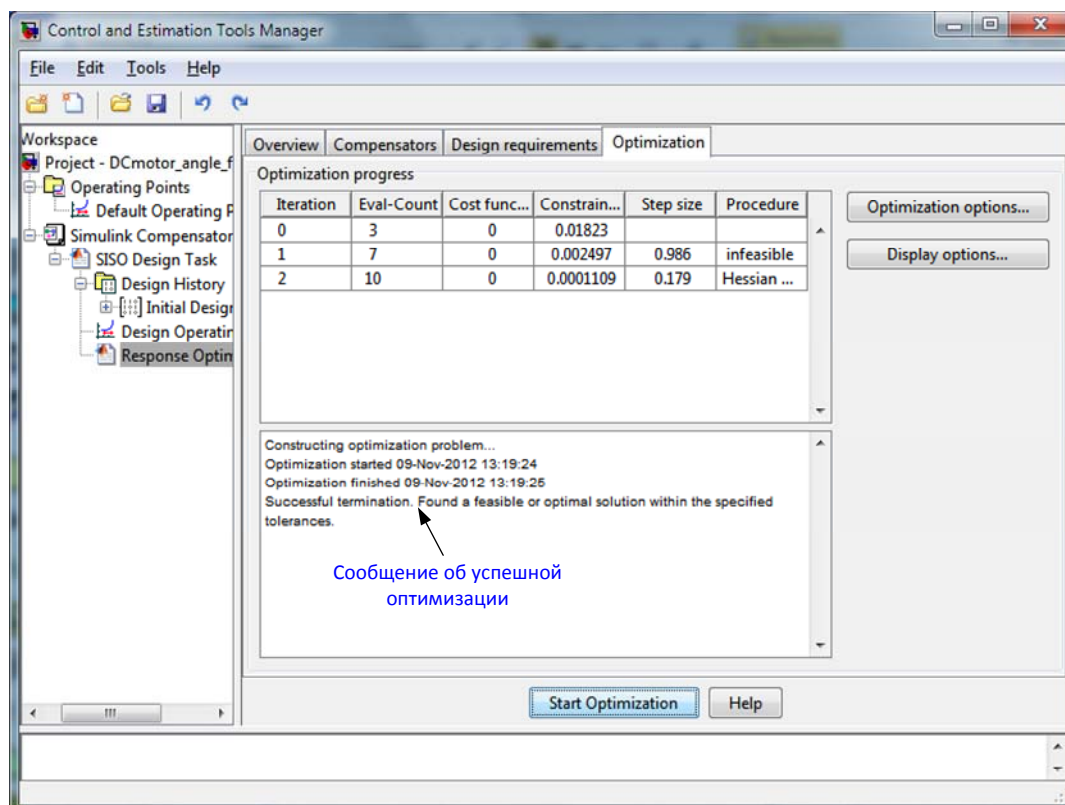 Control and Estimation Tools Manager
File Edit Tools Help
Workspace
Project - DCmotor_angle_f
Operating Points
Default Operating P
Simulink Compensator
SISO Design Task
Design History
Initial Design
Design Operatin
Response Optim
Overview Compensators Design requirements Optimization
Optimization progress
Iteration Eval-Count Cost func... Constrain... Step size Procedure
0 3 0 0.01823
1 7 0 0.002497 0.986 infeasible
2 10 0 0.0001109 0.179 Hessian ...
Optimization options...
Display options...
Constructing optimization problem...
Optimization started 09-Nov-2012 13:19:24
Optimization finished 09-Nov-2012 13:19:25
Successful termination. Found a feasible or optimal solution within the specified
tolerances.
Сообщение об успешной
оптимизации
Start Optimization Help